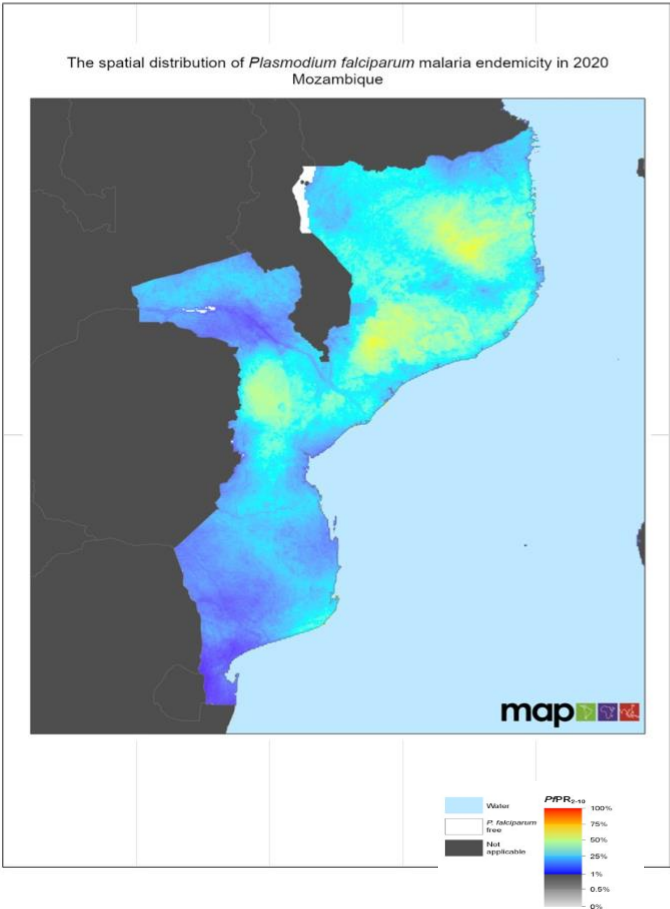 The spatial distribution of Plasmodium falciparum malaria endemicity in 2020
Mozambique
map
Water
P. falciparum
free
Not
applicable
PfPR2-10
100%
75%
50%
25%
1%
0.5%
0%